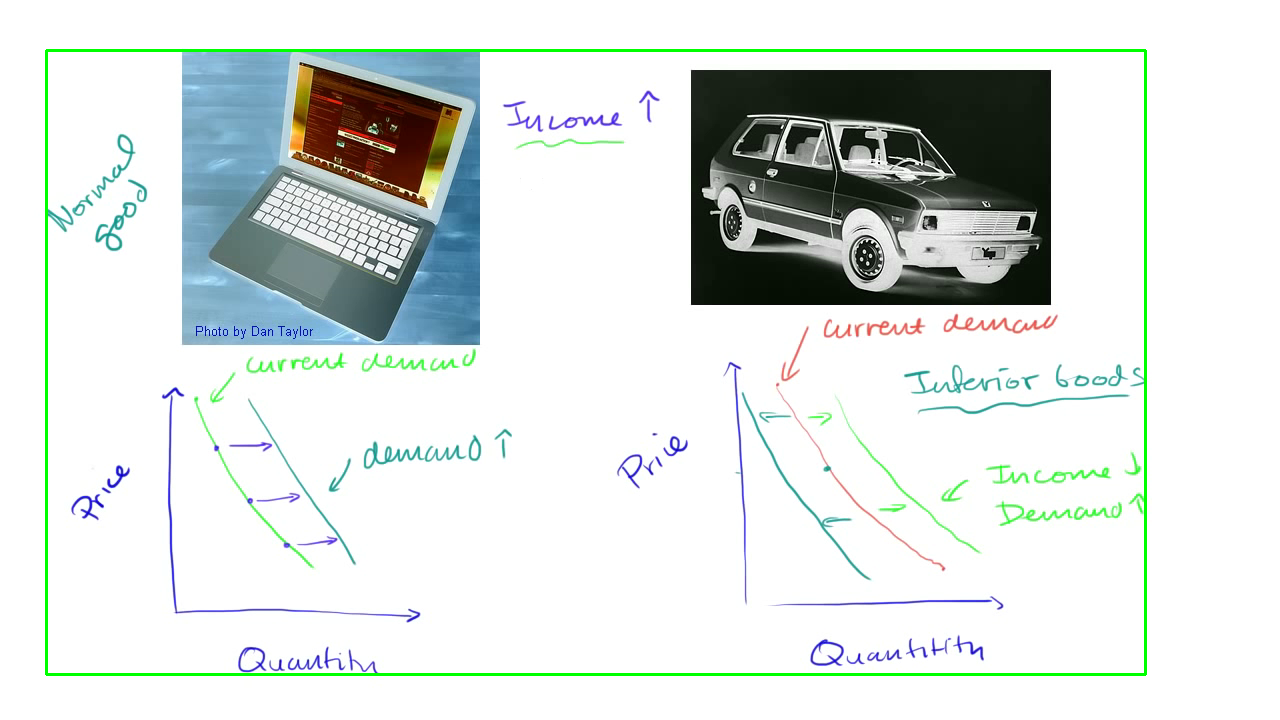 Normal
good
Income ↑
Photo by Dan Taylor
current demand
demand ↑
Price
Quantity
current demand
Inferior Goods
Price
Income ↓
Demand ↑
Quantitity